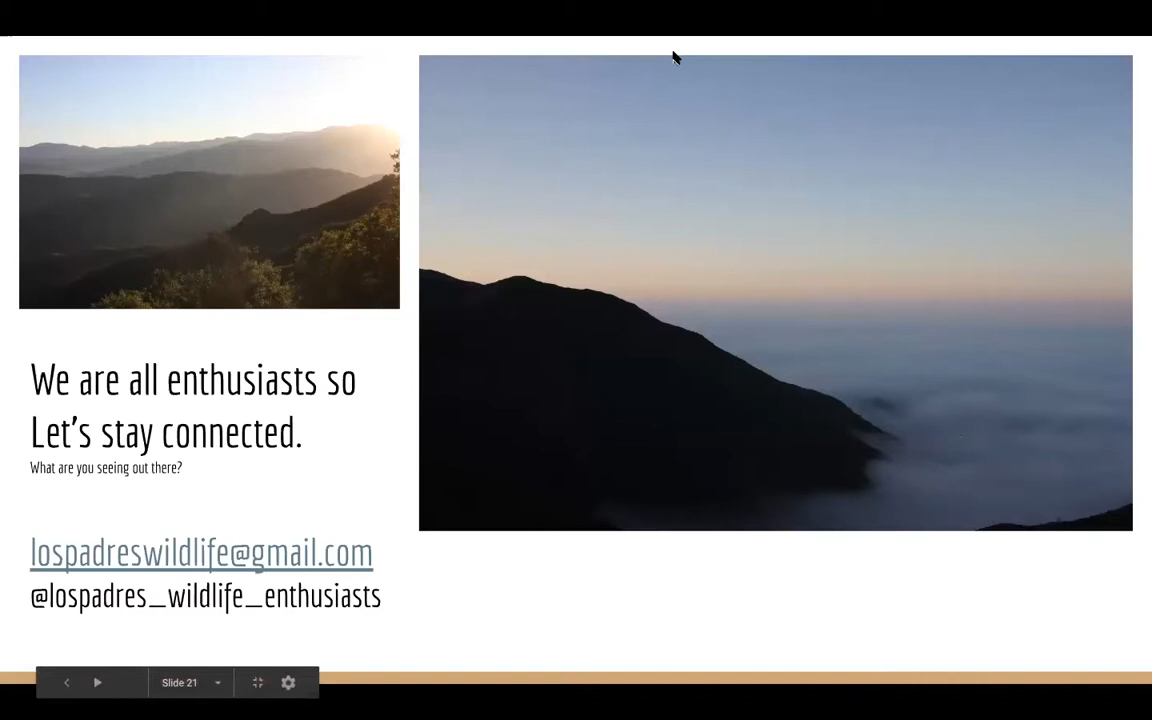 We are all enthusiasts so
Let's stay connected.
What are you seeing out there?
lospadreswildlife@gmail.com
@lospadres_wildlife_enthusiasts
Slide 21